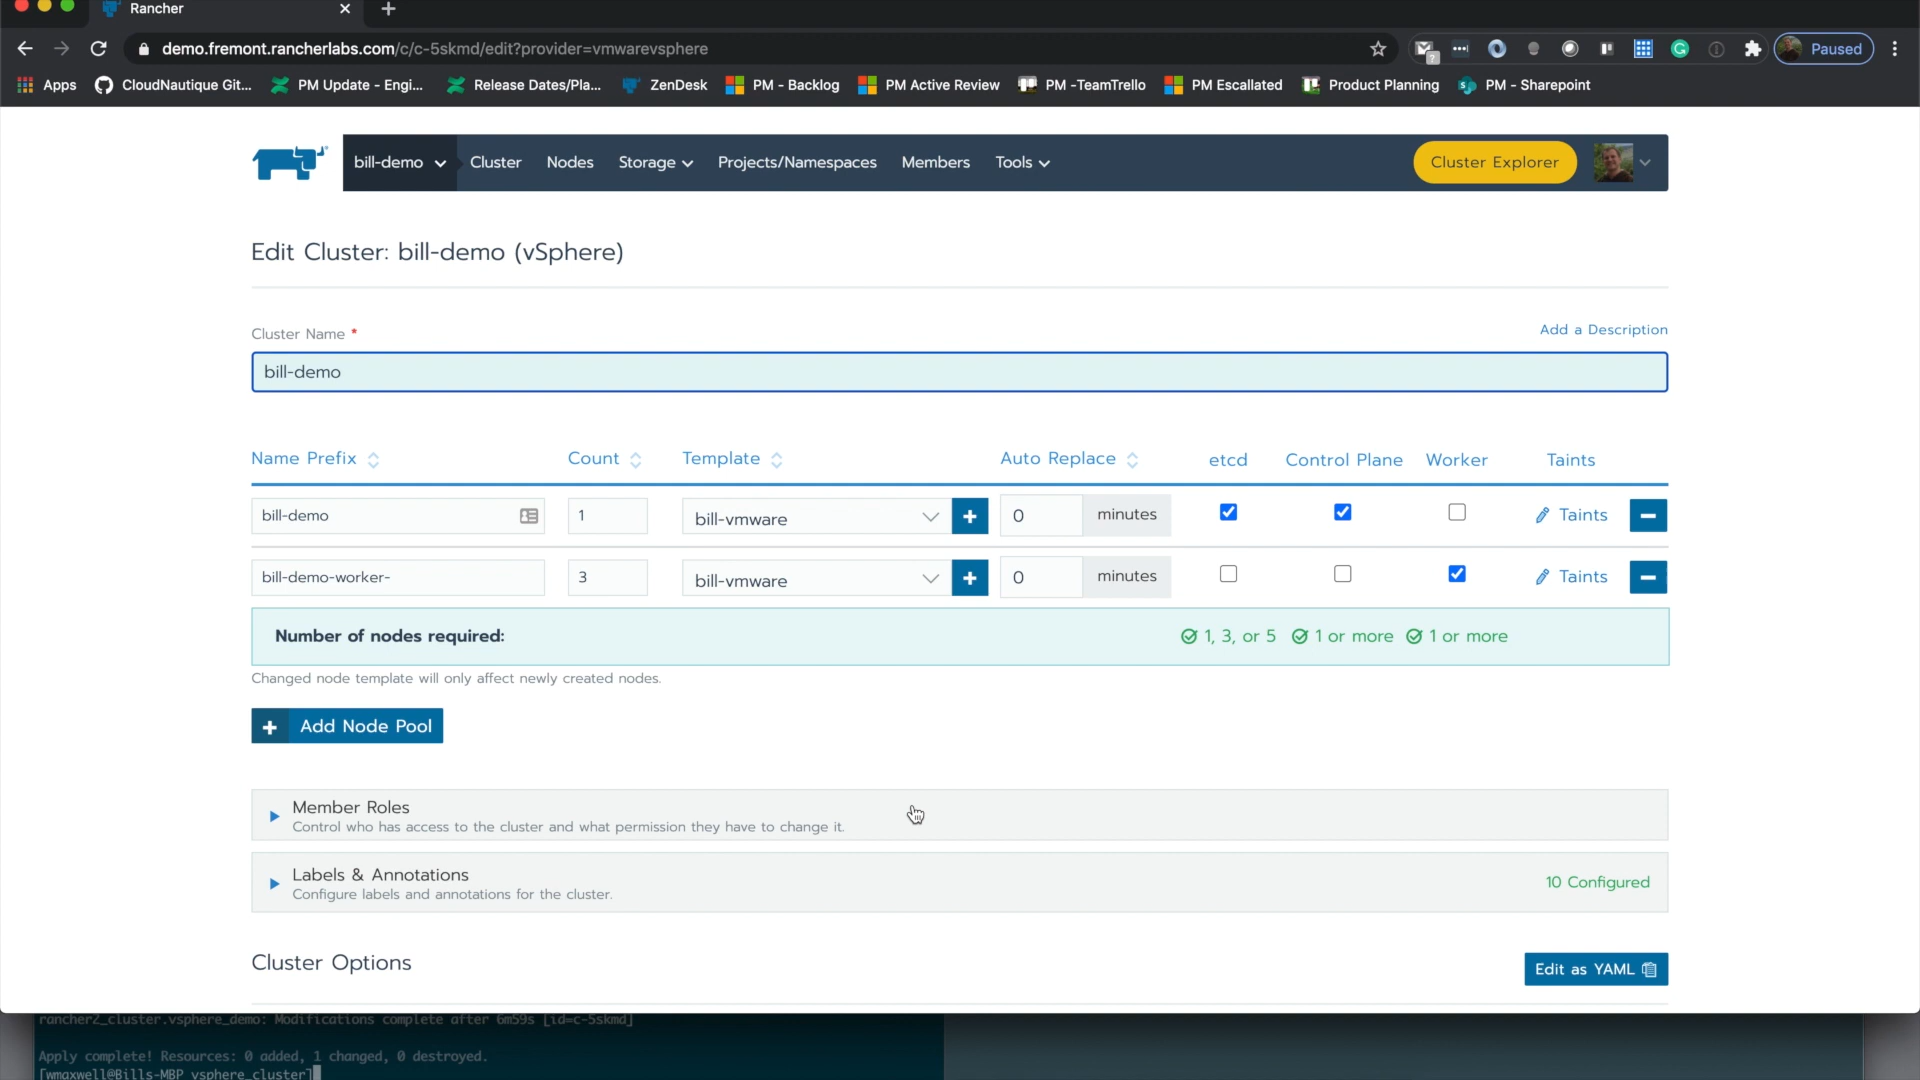 Rancher
demo.fremont.rancherlabs.com/c/c-5skmd/edit?provider=vmwarevsphere
Paused
Apps
CloudNautique Git...
PM Update - Engi...
Release Dates/Pla...
ZenDesk
PM - Backlog
PM Active Review
PM -TeamTrello
PM Escallated
Product Planning
PM - Sharepoint
bill-demo
Cluster
Nodes
Storage
Projects/Namespaces
Members
Tools
Cluster Explorer
Edit Cluster: bill-demo (vSphere)
Cluster Name *
Add a Description
bill-demo
Name Prefix
Count
Template
Auto Replace
etcd
Control Plane
Worker
Taints
bill-demo
1
bill-vmware
0
minutes
Taints
bill-demo-worker-
3
bill-vmware
0
minutes
Taints
Number of nodes required:
1, 3, or 5
1 or more
1 or more
Changed node template will only affect newly created nodes.
Add Node Pool
Member Roles
Control who has access to the cluster and what permission they have to change it.
Labels & Annotations
Configure labels and annotations for the cluster.
10 Configured
Cluster Options
Edit as YAML
rancher2_cluster.vsphere_demo: Modifications complete after 6m59s [id=c-5skmd]
Apply complete! Resources: 0 added, 1 changed, 0 destroyed.
[wmaxwell@Bills-MBP vsphere_cluster]